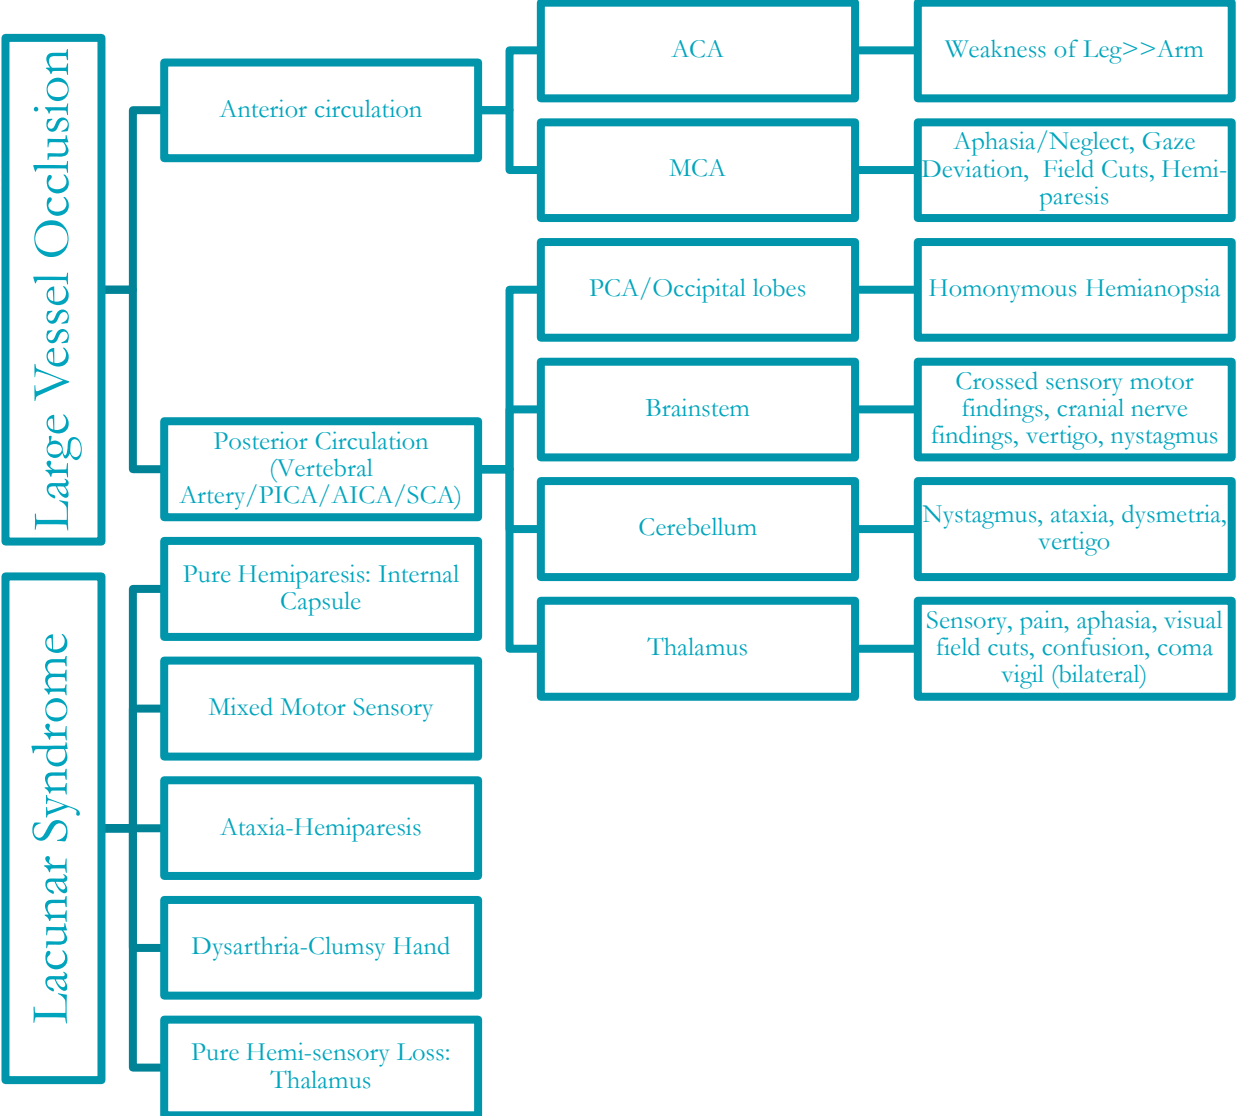 Large Vessel Occlusion
Anterior circulation
ACA
Weakness of Leg>>Arm
MCA
Aphasia/Neglect, Gaze
Deviation,  Field Cuts, Hemi-
paresis
Posterior Circulation
(Vertebral
Artery/PICA/AICA/SCA)
PCA/Occipital lobes
Homonymous Hemianopsia
Brainstem
Crossed sensory motor
findings, cranial nerve
findings, vertigo, nystagmus
Cerebellum
Nystagmus, ataxia, dysmetria,
vertigo
Thalamus
Sensory, pain, aphasia, visual
field cuts, confusion, coma
vigil (bilateral)
Lacunar Syndrome
Pure Hemiparesis: Internal
Capsule
Mixed Motor Sensory
Ataxia-Hemiparesis
Dysarthria-Clumsy Hand
Pure Hemi-sensory Loss:
Thalamus